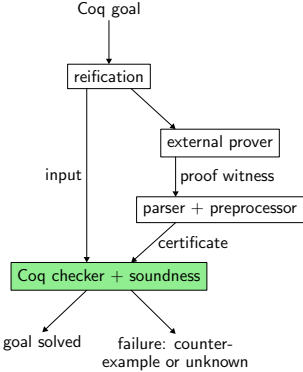 Coq goal
reification
external prover
input
proof witness
parser + preprocessor
certificate
Coq checker + soundness
goal solved
failure: counter-
example or unknown